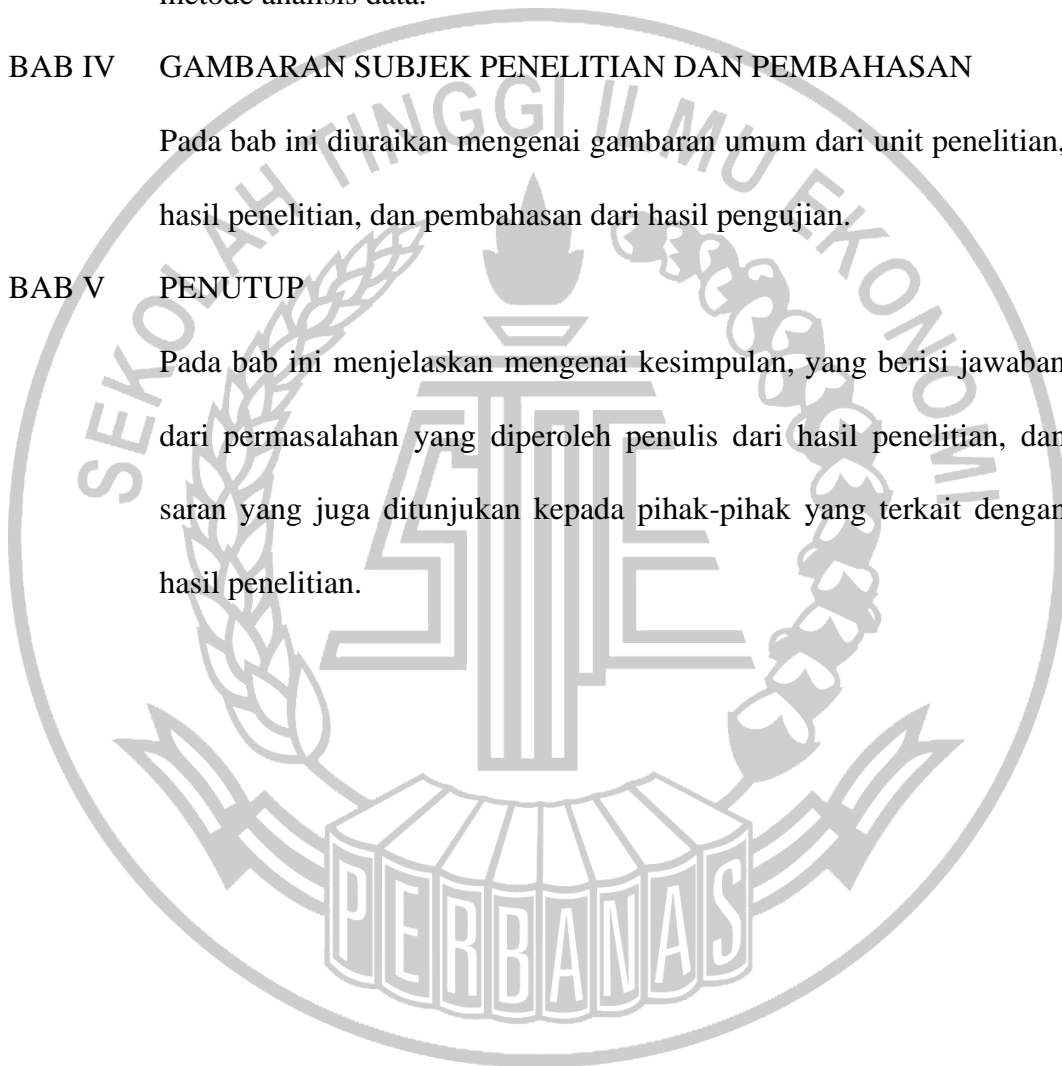 metode analisis data.
BAB IV GAMBARAN SUBJEK PENELITIAN DAN PEMBAHASAN
Pada bab ini diuraikan mengenai gambaran umum dari unit penelitian,
hasil penelitian, dan pembahasan dari hasil pengujian.
BAB V PENUTUP
Pada bab ini menjelaskan mengenai kesimpulan, yang berisi jawaban
dari permasalahan yang diperoleh penulis dari hasil penelitian, dan
saran yang juga ditunjukan kepada pihak-pihak yang terkait dengan
hasil penelitian.
SEKOLAH TINGGI ILMU EKONOMI
STIE
PERBANAS